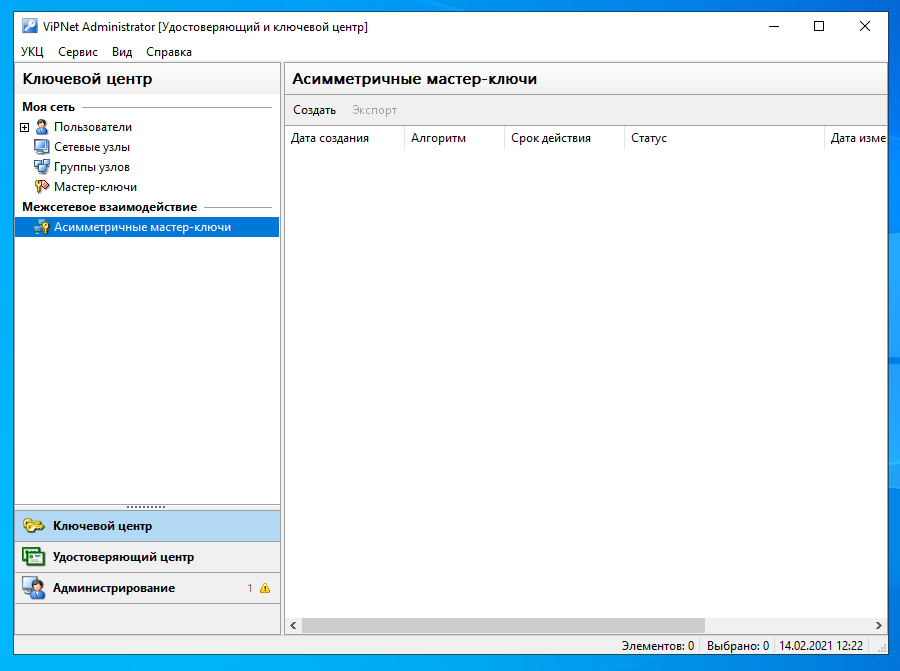 ViPNet Administrator [Удостоверяющий и ключевой центр]
УКЦ Сервис Вид Справка
Ключевой центр
Моя сеть
Пользователи
Сетевые узлы
Группы узлов
Мастер-ключи
Межсетевое взаимодействие
Асимметричные мастер-ключи
Ключевой центр
Удостоверяющий центр
Администрирование 1
Асимметричные мастер-ключи
Создать Экспорт
Дата создания Алгоритм Срок действия Статус Дата изме
Элементов: 0 Выбрано: 0 14.02.2021 12:22